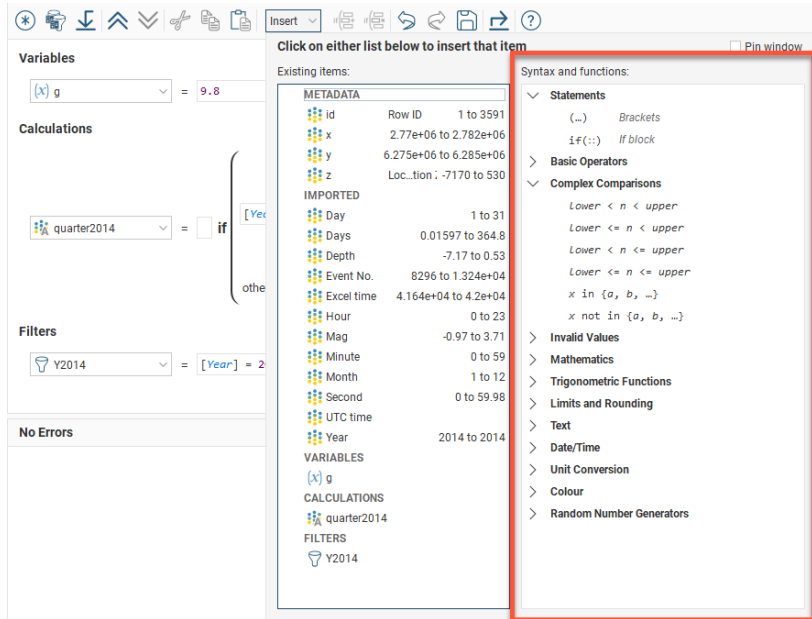 Insert
Click on either list below to insert that item
Pin window
Variables
(x) g = 9.8
Calculations
quarter2014 = if
[Yea
othe
Filters
Y2014 = [Year] = 20
No Errors
Existing items:
METADATA
id Row ID 1 to 3591
x 2.77e+06 to 2.782e+06
y 6.275e+06 to 6.285e+06
z Loc...tion : -7170 to 530
IMPORTED
Day 1 to 31
Days 0.01597 to 364.8
Depth -7.17 to 0.53
Event No. 8296 to 1.324e+04
Excel time 4.164e+04 to 4.2e+04
Hour 0 to 23
Mag -0.97 to 3.71
Minute 0 to 59
Month 1 to 12
Second 0 to 59.98
UTC time
Year 2014 to 2014
VARIABLES
(x) g
CALCULATIONS
quarter2014
FILTERS
Y2014
Syntax and functions:
Statements
(…) Brackets
if(::) If block
Basic Operators
Complex Comparisons
lower < n < upper
lower <= n < upper
lower < n <= upper
lower <= n <= upper
x in {a, b, …}
x not in {a, b, …}
Invalid Values
Mathematics
Trigonometric Functions
Limits and Rounding
Text
Date/Time
Unit Conversion
Colour
Random Number Generators